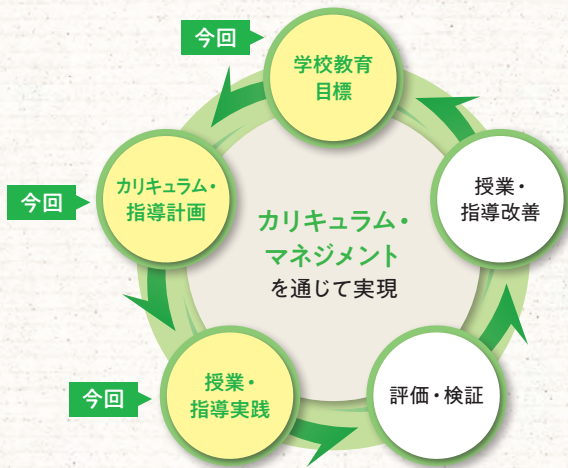 今回
学校教育
目標
今回
カリキュラム・
指導計画
今回
授業・
指導実践
評価・検証
授業・
指導改善
カリキュラム・
マネジメント
を通じて実現